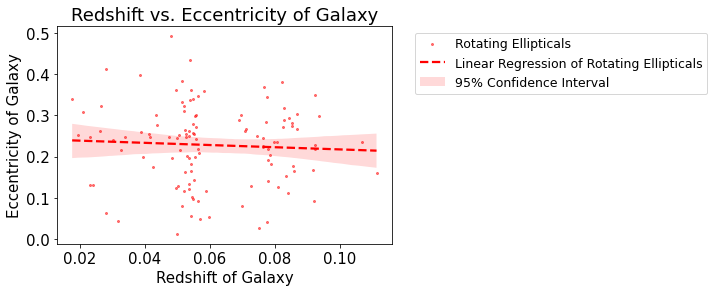 Redshift vs. Eccentricity of Galaxy
Rotating Ellipticals
Linear Regression of Rotating Ellipticals
95% Confidence Interval
Eccentricity of Galaxy
0.5
0.4
0.3
0.2
0.1
0.0
0.02 0.04 0.06 0.08 0.10
Redshift of Galaxy